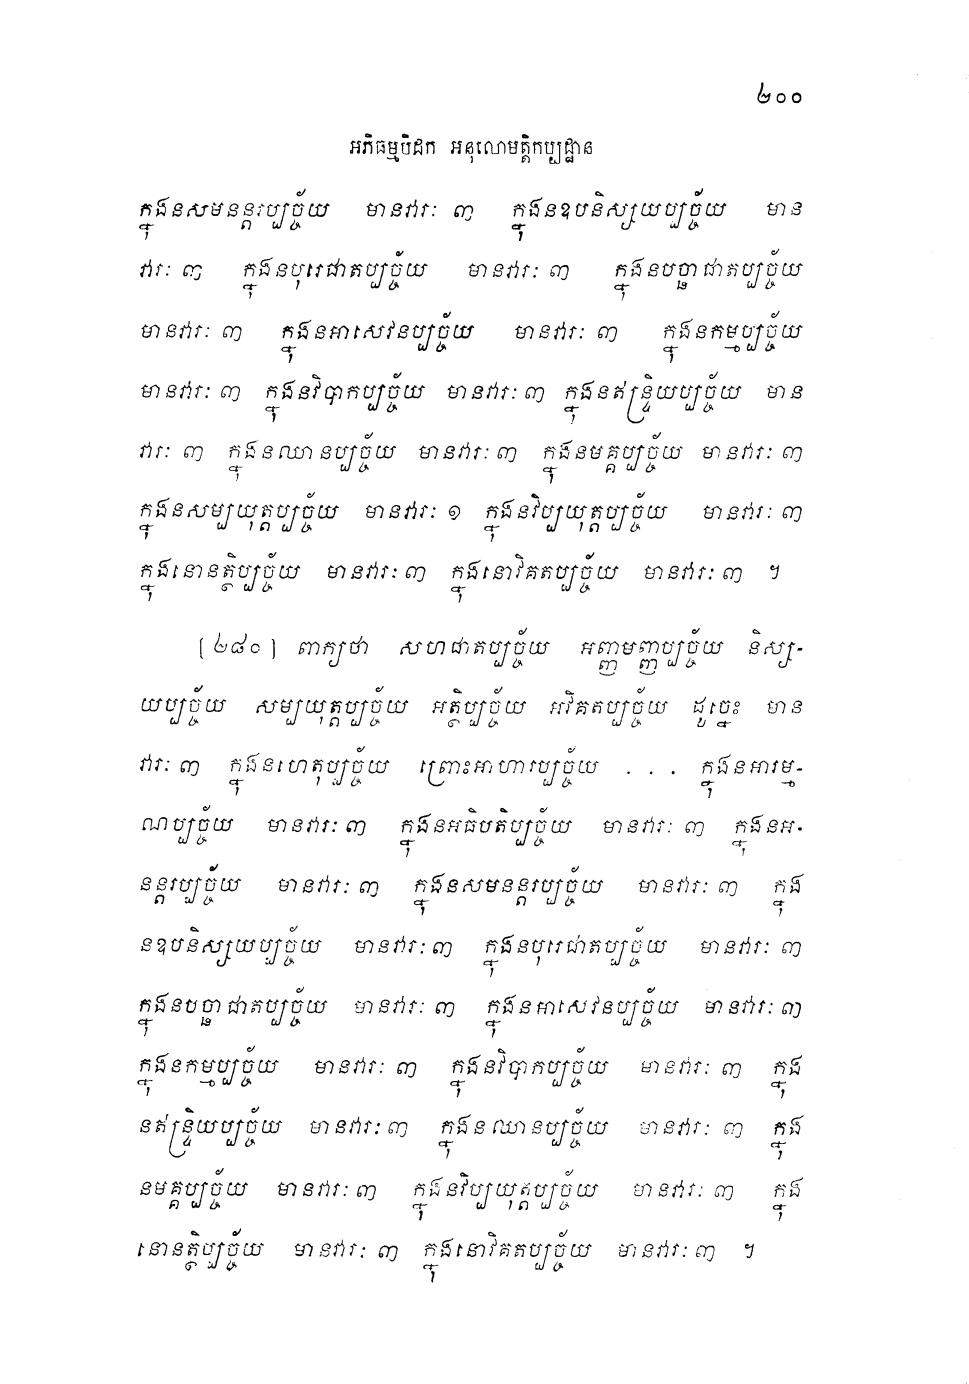 ២០០
អភិធម្មបិដក អនុលោមត្តិកប្បដ្ឋាន
ក្នុងនសមនន្តរប្បច្ច័យ មានវារៈ ៣ ក្នុងនឧបនិស្សយប្បច្ច័យ មាន
វារៈ ៣ ក្នុងនបុរេជាតប្បច្ច័យ មានវារៈ ៣ ក្នុងនបច្ឆាជាតប្បច្ច័យ
មានវារៈ ៣ ក្នុងនអាសេវនប្បច្ច័យ មានវារៈ ៣ ក្នុងនកម្មប្បច្ច័យ
មានវារៈ ៣ ក្នុងនវិបាកប្បច្ច័យ មានវារៈ ៣ ក្នុងនឥន្ទ្រិយប្បច្ច័យ មាន
វារៈ ៣ ក្នុងនឈានប្បច្ច័យ មានវារៈ ៣ ក្នុងនមគ្គប្បច្ច័យ មានវារៈ ៣
ក្នុងនសម្បយុត្តប្បច្ច័យ មានវារៈ ១ ក្នុងនវិប្បយុត្តប្បច្ច័យ មានវារៈ ៣
ក្នុងនោនត្ថិប្បច្ច័យ មានវារៈ ៣ ក្នុងនោវិគតប្បច្ច័យ មានវារៈ ៣ ។
[២៨០] ពាក្យថា សហជាតប្បច្ច័យ អញ្ញមញ្ញប្បច្ច័យ និស្ស-
យប្បច្ច័យ សម្បយុត្តប្បច្ច័យ អត្ថិប្បច្ច័យ អវិគតប្បច្ច័យ ដូច្នេះ មាន
វារៈ ៣ ក្នុងនហេតុប្បច្ច័យ ព្រោះអាហារប្បច្ច័យ . . . ក្នុងនអារម្ម-
ណប្បច្ច័យ មានវារៈ ៣ ក្នុងនអធិបតិប្បច្ច័យ មានវារៈ ៣ ក្នុងនអ-
នន្តរប្បច្ច័យ មានវារៈ ៣ ក្នុងនសមនន្តរប្បច្ច័យ មានវារៈ ៣ ក្នុង
នឧបនិស្សយប្បច្ច័យ មានវារៈ ៣ ក្នុងនបុរេជាតប្បច្ច័យ មានវារៈ ៣
ក្នុងនបច្ឆាជាតប្បច្ច័យ មានវារៈ ៣ ក្នុងនអាសេវនប្បច្ច័យ មានវារៈ ៣
ក្នុងនកម្មប្បច្ច័យ មានវារៈ ៣ ក្នុងនវិបាកប្បច្ច័យ មានវារៈ ៣ ក្នុង
នឥន្ទ្រិយប្បច្ច័យ មានវារៈ ៣ ក្នុងនឈានប្បច្ច័យ មានវារៈ ៣ ក្នុង
នមគ្គប្បច្ច័យ មានវារៈ ៣ ក្នុងនវិប្បយុត្តប្បច្ច័យ មានវារៈ ៣ ក្នុង
នោនត្ថិប្បច្ច័យ មានវារៈ ៣ ក្នុងនោវិគតប្បច្ច័យ មានវារៈ ៣ ។